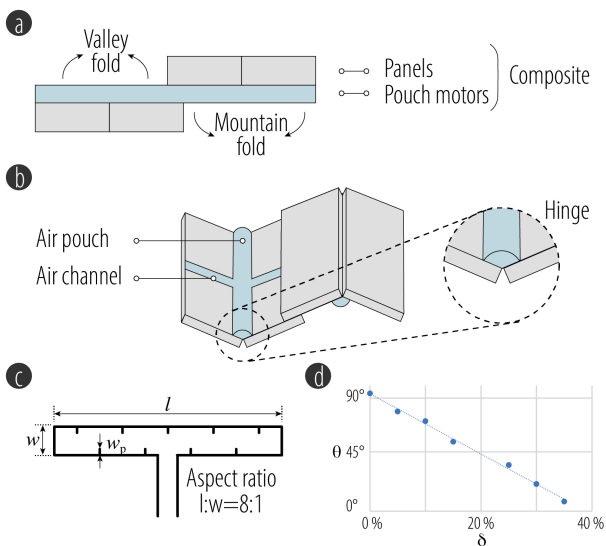 a
Valley
fold
Mountain
fold
Panels
Pouch motors
Composite
b
Air pouch
Air channel
Hinge
c
l
w
wp
Aspect ratio
l:w=8:1
d
90°
θ 45°
0°
0 %
20 %
40 %
δ